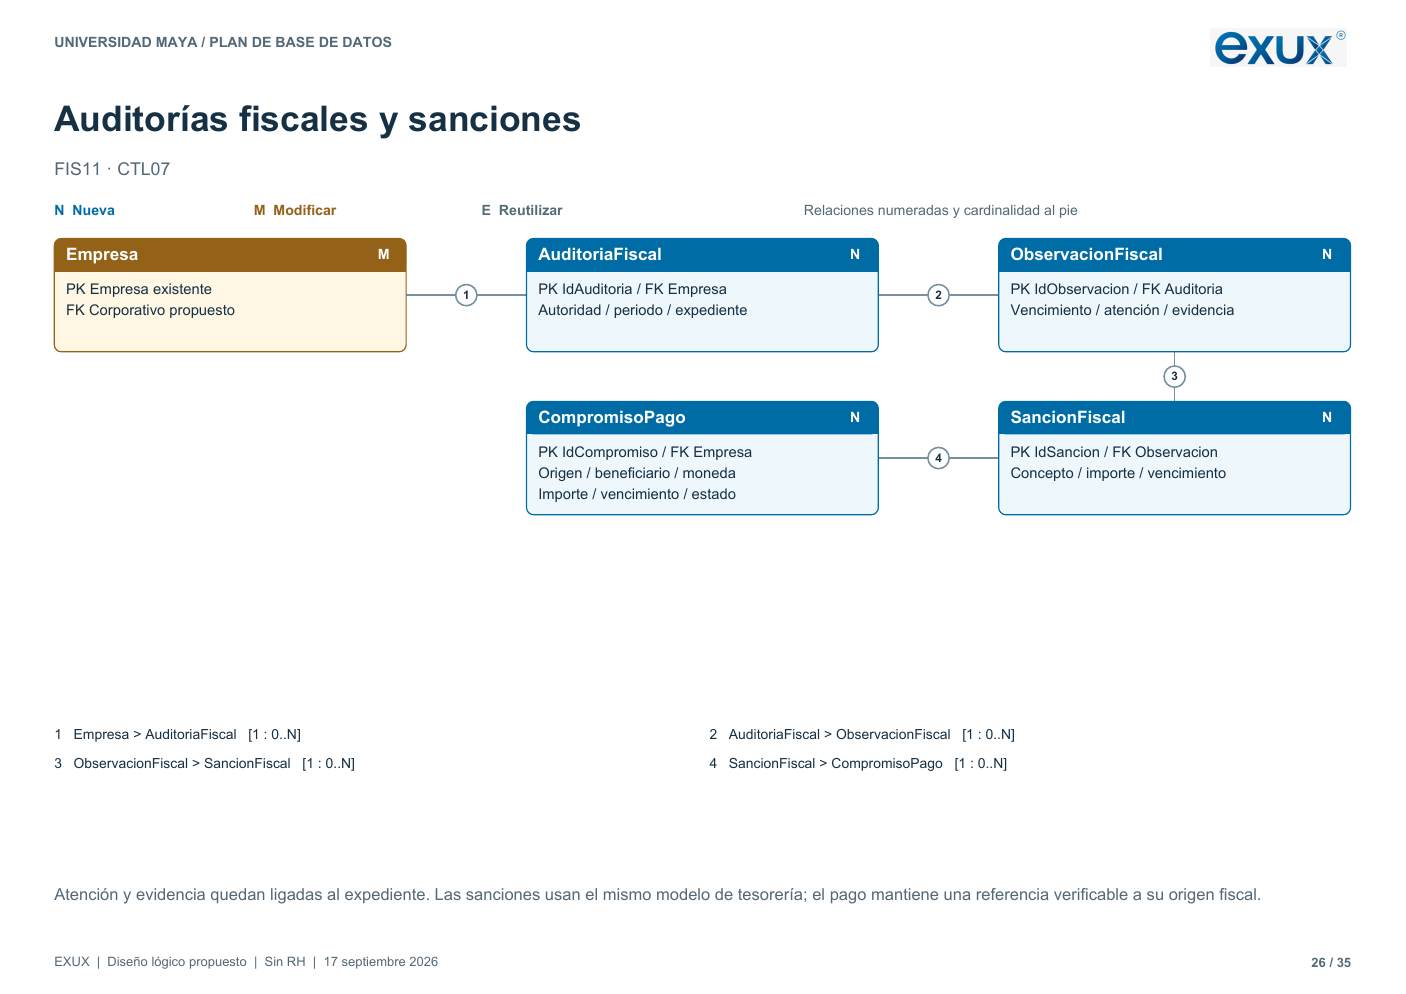 UNIVERSIDAD MAYA / PLAN DE BASE DE DATOS
exux®
Auditorías fiscales y sanciones
FIS11 · CTL07
N Nueva
M Modificar
E Reutilizar
Relaciones numeradas y cardinalidad al pie
Empresa M
PK Empresa existente
FK Corporativo propuesto
1
AuditoriaFiscal N
PK IdAuditoria / FK Empresa
Autoridad / periodo / expediente
2
ObservacionFiscal N
PK IdObservacion / FK Auditoria
Vencimiento / atención / evidencia
3
CompromisoPago N
PK IdCompromiso / FK Empresa
Origen / beneficiario / moneda
Importe / vencimiento / estado
4
SancionFiscal N
PK IdSancion / FK Observacion
Concepto / importe / vencimiento
1 Empresa > AuditoriaFiscal [1 : 0..N]
2 AuditoriaFiscal > ObservacionFiscal [1 : 0..N]
3 ObservacionFiscal > SancionFiscal [1 : 0..N]
4 SancionFiscal > CompromisoPago [1 : 0..N]
Atención y evidencia quedan ligadas al expediente. Las sanciones usan el mismo modelo de tesorería; el pago mantiene una referencia verificable a su origen fiscal.
EXUX | Diseño lógico propuesto | Sin RH | 17 septiembre 2026
26 / 35